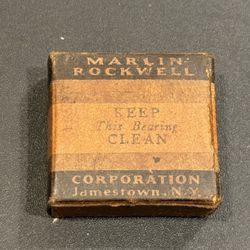 MARLIN-
ROCKWELL
KEEP
This Bearing
CLEAN
CORPORATION
Jamestown, N.Y.